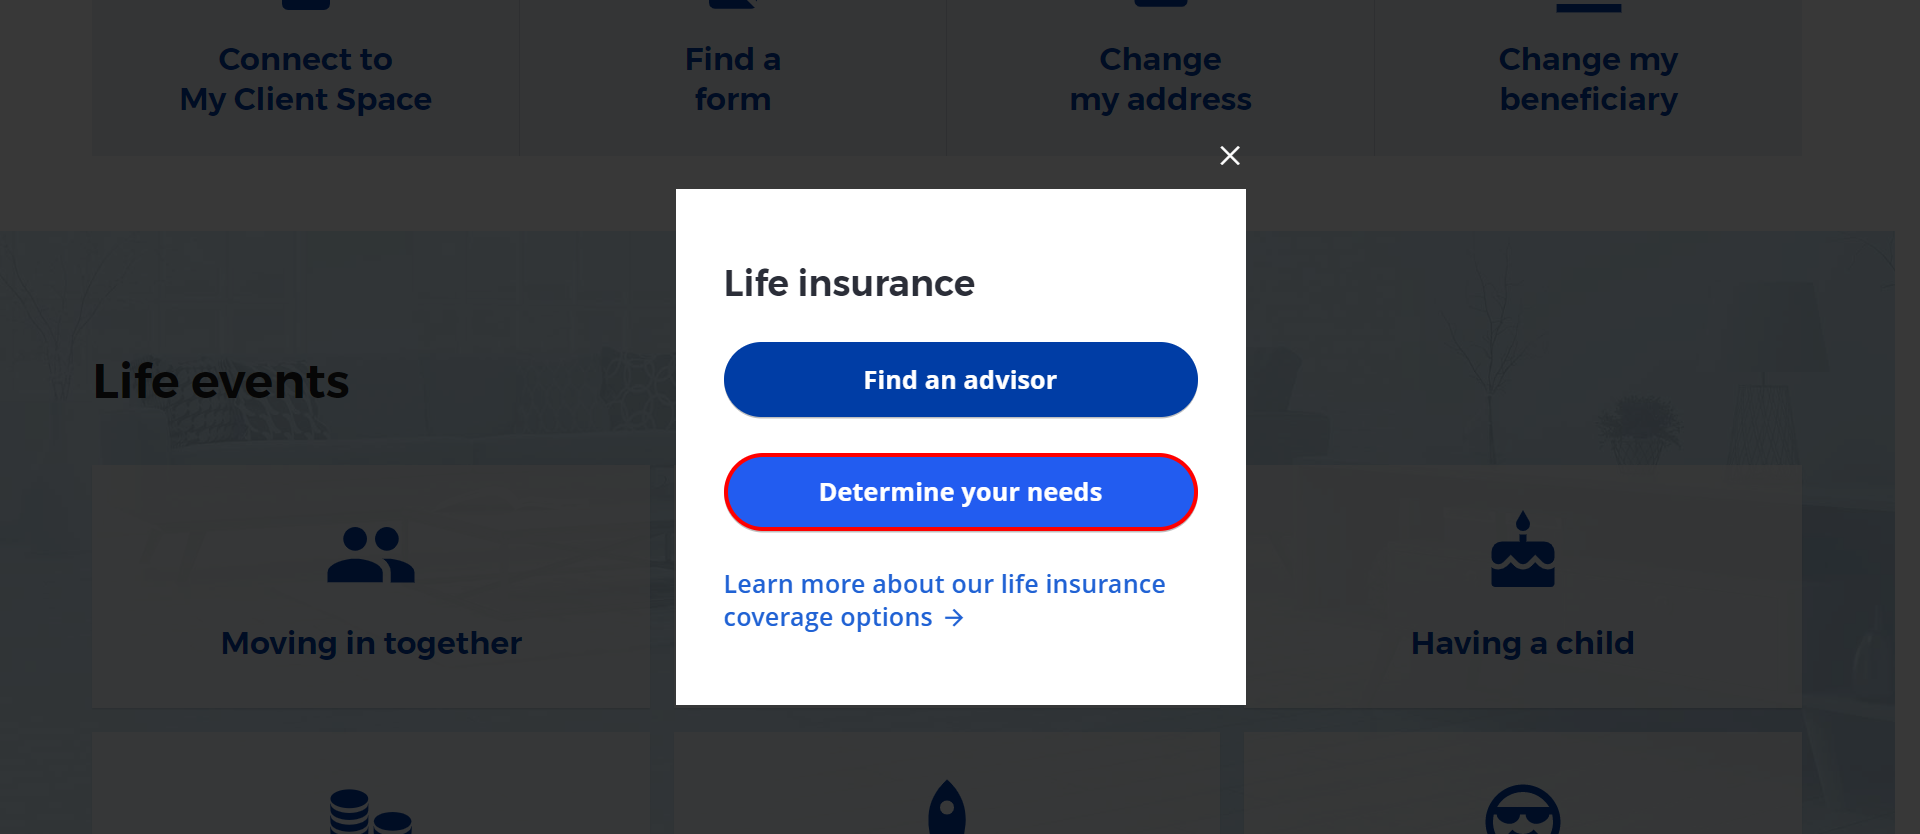 Connect to
My Client Space
Find a
form
Change
my address
Change my
beneficiary
Life insurance
Find an advisor
Determine your needs
Learn more about our life insurance
coverage options →
Life events
Moving in together
Having a child